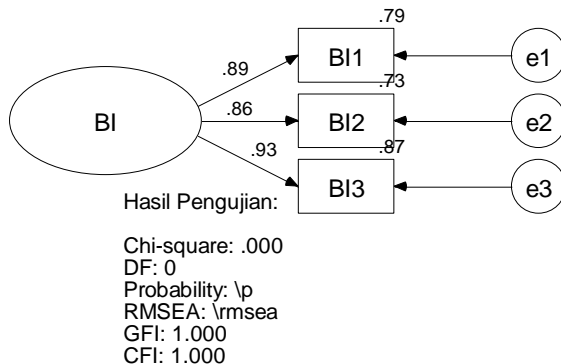 .79
BI1
e1
.89
.73
BI
.86
BI2
e2
.93
.87
BI3
e3
Hasil Pengujian:
Chi-square: .000
DF: 0
Probability: \p
RMSEA: \rmsea
GFI: 1.000
CFI: 1.000